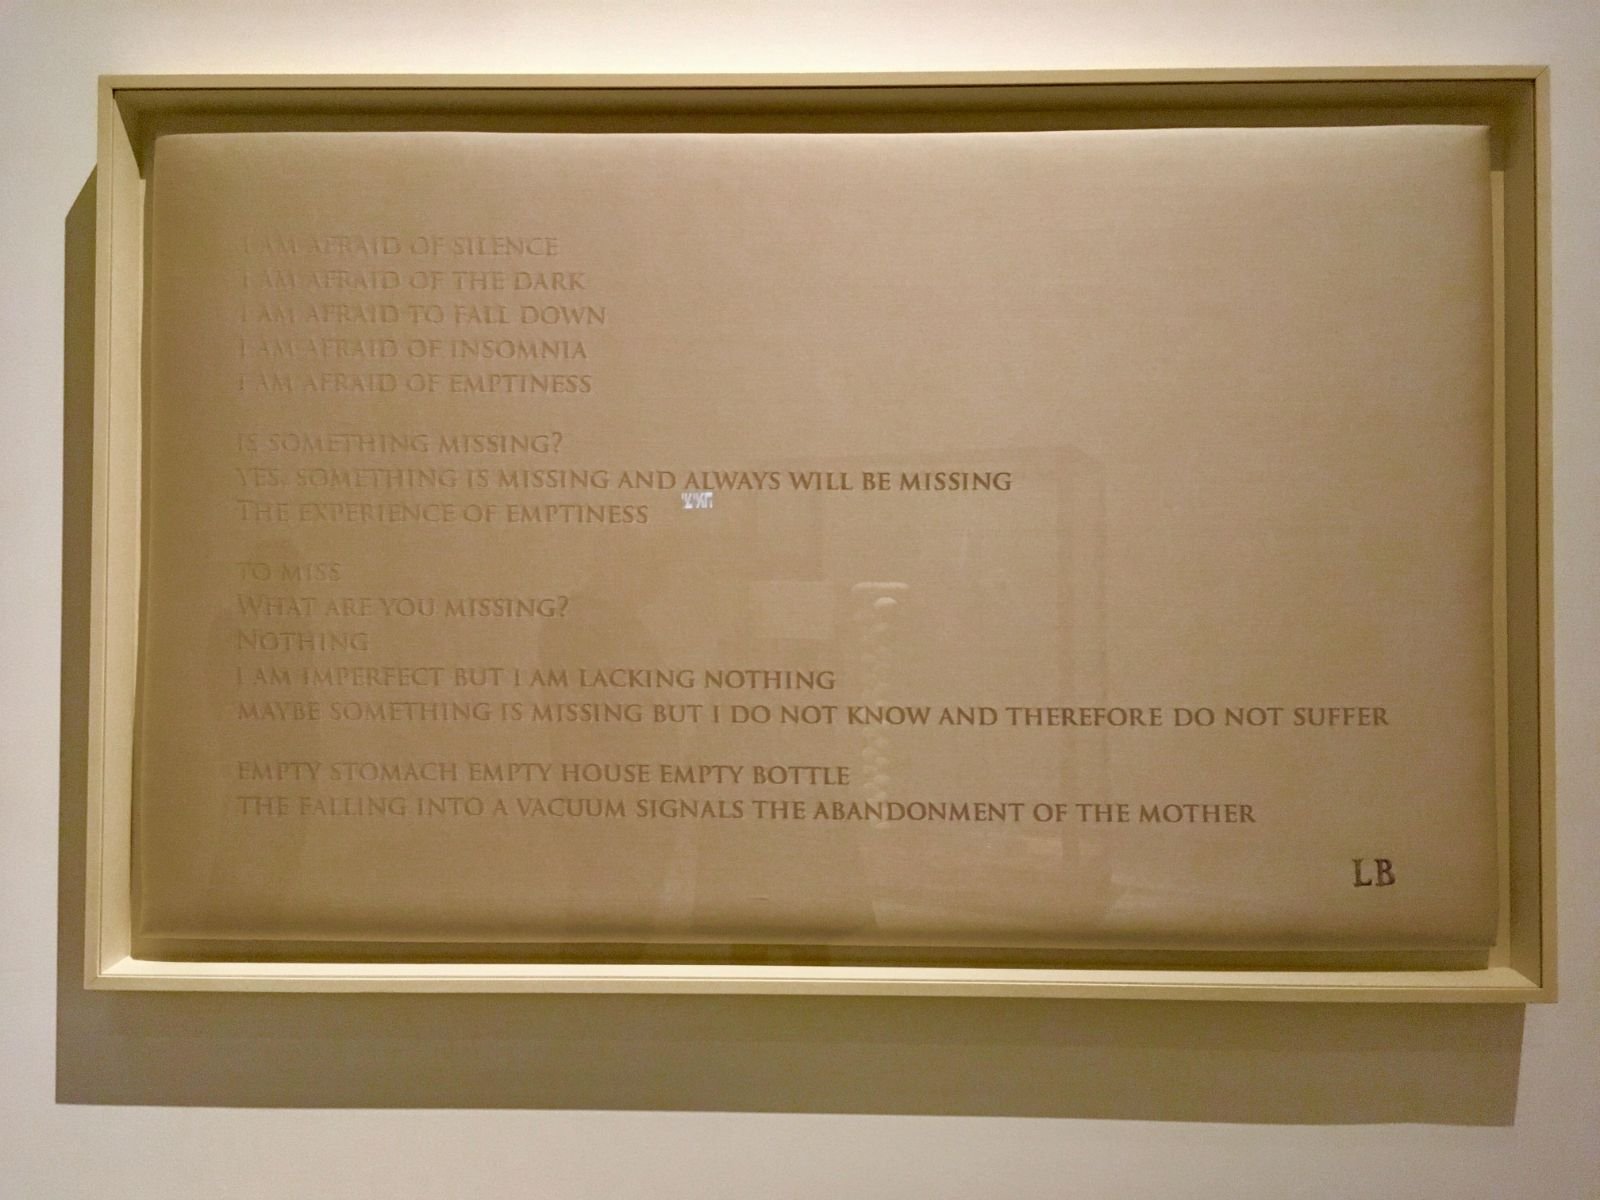 I AM AFRAID OF SILENCE
I AM AFRAID OF THE DARK
I AM AFRAID TO FALL DOWN
I AM AFRAID OF INSOMNIA
I AM AFRAID OF EMPTINESS
IS SOMETHING MISSING?
YES, SOMETHING IS MISSING AND ALWAYS WILL BE MISSING
THE EXPERIENCE OF EMPTINESS
TO MISS
WHAT ARE YOU MISSING?
NOTHING
I AM IMPERFECT BUT I AM LACKING NOTHING
MAYBE SOMETHING IS MISSING BUT I DO NOT KNOW AND THEREFORE DO NOT SUFFER
EMPTY STOMACH EMPTY HOUSE EMPTY BOTTLE
THE FALLING INTO A VACUUM SIGNALS THE ABANDONMENT OF THE MOTHER
LB